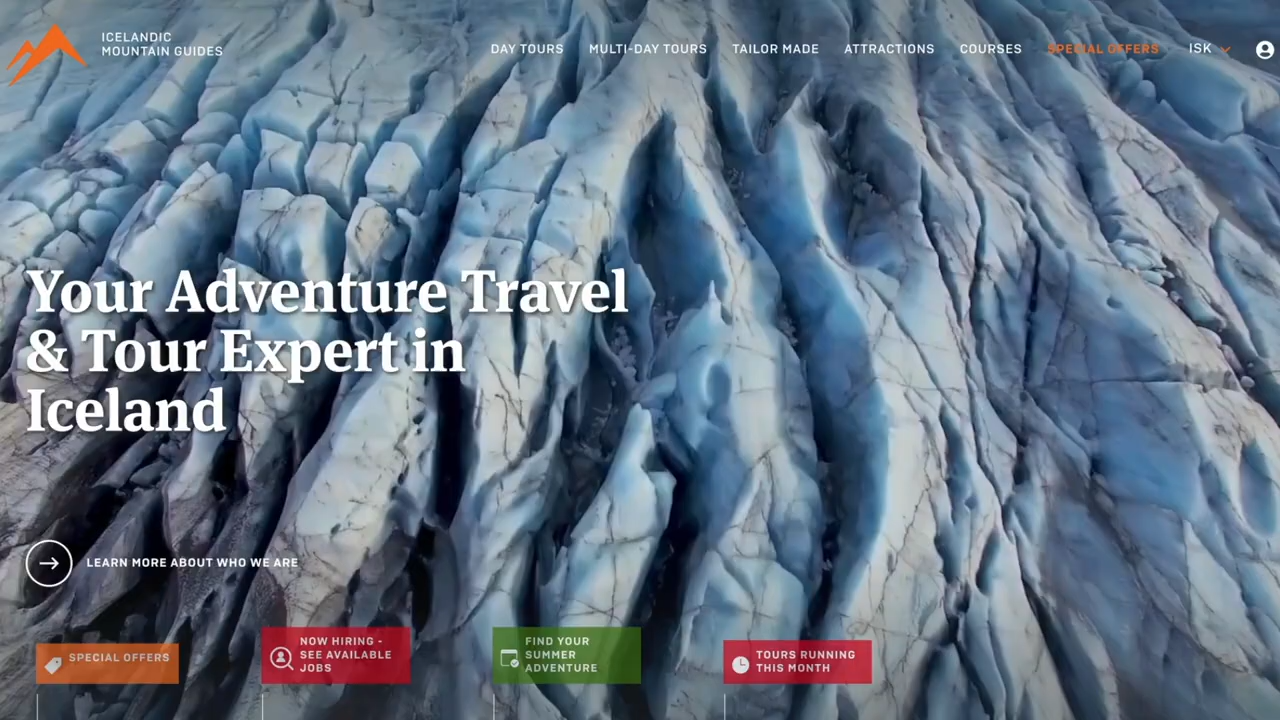 ICELANDIC
MOUNTAIN GUIDES
DAY TOURS MULTI-DAY TOURS TAILOR MADE ATTRACTIONS COURSES SPECIAL OFFERS ISK
Your Adventure Travel
& Tour Expert in
Iceland
LEARN MORE ABOUT WHO WE ARE
SPECIAL OFFERS
NOW HIRING -
SEE AVAILABLE
JOBS
FIND YOUR
SUMMER
ADVENTURE
TOURS RUNNING
THIS MONTH